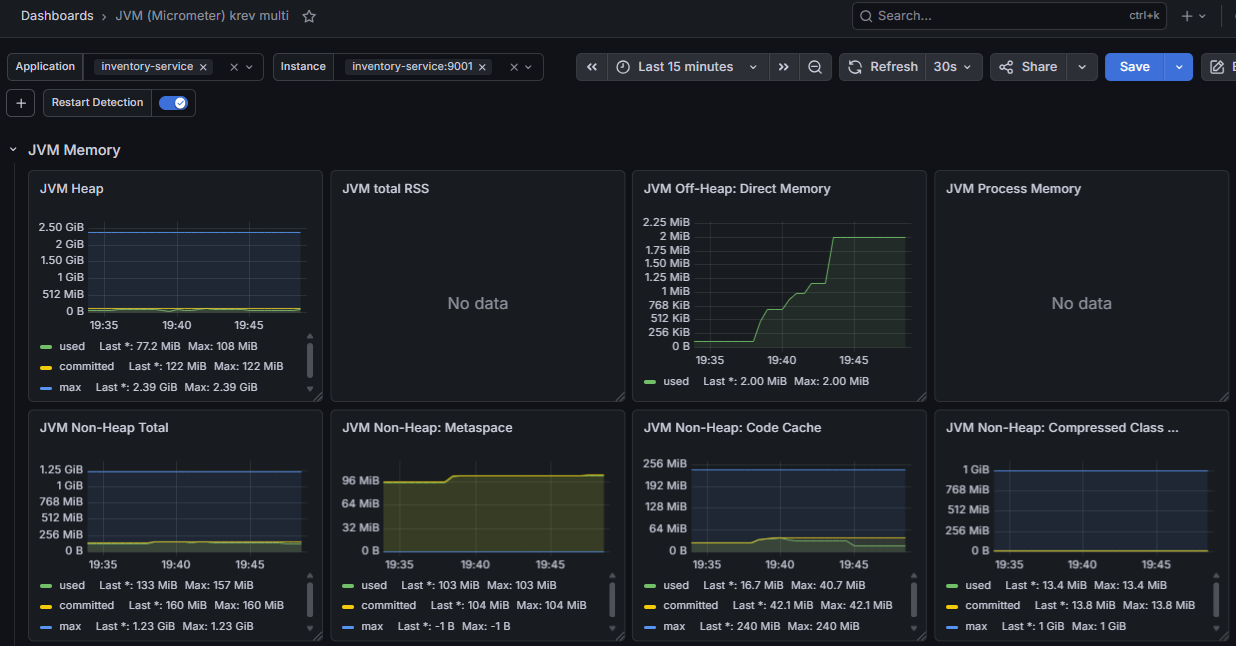 Dashboards › JVM (Micrometer) krev multi Search... ctrl+k
Application inventory-service Instance inventory-service:9001 Last 15 minutes Refresh 30s Share Save
Restart Detection
JVM Memory
JVM Heap
2.50 GiB
2 GiB
1.50 GiB
1 GiB
512 MiB
0 B
19:35 19:40 19:45
used Last *: 77.2 MiB Max: 108 MiB
committed Last *: 122 MiB Max: 122 MiB
max Last *: 2.39 GiB Max: 2.39 GiB
JVM total RSS
No data
JVM Off-Heap: Direct Memory
2.25 MiB
2 MiB
1.75 MiB
1.50 MiB
1.25 MiB
1 MiB
768 KiB
512 KiB
256 KiB
0 B
19:35 19:40 19:45
used Last *: 2.00 MiB Max: 2.00 MiB
JVM Process Memory
No data
JVM Non-Heap Total
1.25 GiB
1 GiB
768 MiB
512 MiB
256 MiB
0 B
19:35 19:40 19:45
used Last *: 133 MiB Max: 157 MiB
committed Last *: 160 MiB Max: 160 MiB
max Last *: 1.23 GiB Max: 1.23 GiB
JVM Non-Heap: Metaspace
96 MiB
64 MiB
32 MiB
0 B
19:35 19:40 19:45
used Last *: 103 MiB Max: 103 MiB
committed Last *: 104 MiB Max: 104 MiB
max Last *: -1 B Max: -1 B
JVM Non-Heap: Code Cache
256 MiB
192 MiB
128 MiB
64 MiB
0 B
19:35 19:40 19:45
used Last *: 16.7 MiB Max: 40.7 MiB
committed Last *: 42.1 MiB Max: 42.1 MiB
max Last *: 240 MiB Max: 240 MiB
JVM Non-Heap: Compressed Class ...
1 GiB
768 MiB
512 MiB
256 MiB
0 B
19:35 19:40 19:45
used Last *: 13.4 MiB Max: 13.4 MiB
committed Last *: 13.8 MiB Max: 13.8 MiB
max Last *: 1 GiB Max: 1 GiB